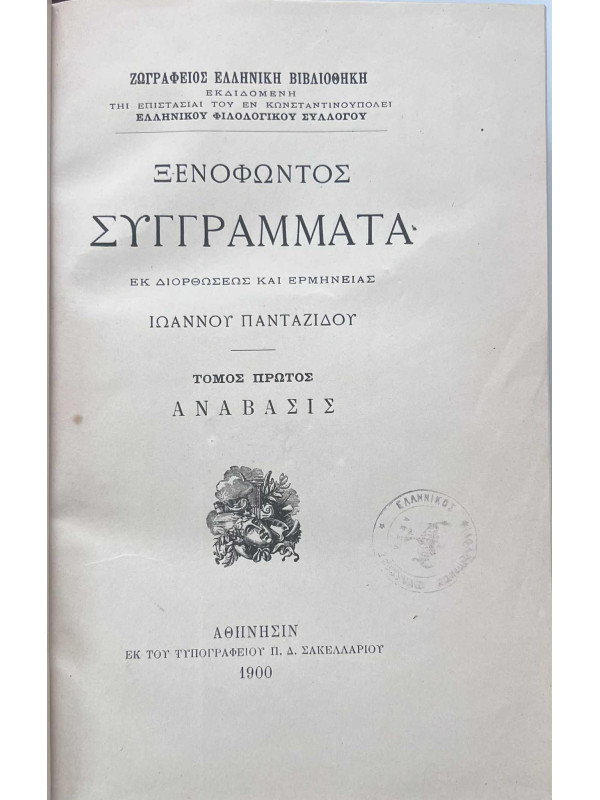 ΖΩΓΡΑΦΕΙΟΣ ΕΛΛΗΝΙΚΗ ΒΙΒΛΙΟΘΗΚΗ
ΕΚΔΙΔΟΜΕΝΗ
ΤΗΙ ΕΠΙΣΤΑΣΙΑΙ ΤΟΥ ΕΝ ΚΩΝΣΤΑΝΤΙΝΟΥΠΟΛΕΙ
ΕΛΛΗΝΙΚΟΥ ΦΙΛΟΛΟΓΙΚΟΥ ΣΥΛΛΟΓΟΥ
ΞΕΝΟΦΩΝΤΟΣ
ΣΥΓΓΡΑΜΜΑΤΑ
ΕΚ ΔΙΟΡΘΩΣΕΩΣ ΚΑΙ ΕΡΜΗΝΕΙΑΣ
ΙΩΑΝΝΟΥ ΠΑΝΤΑΖΙΔΟΥ
ΤΟΜΟΣ ΠΡΩΤΟΣ
ΑΝΑΒΑΣΙΣ
ΕΛΛΗΝΙΚΟΣ
ΑΘΗΝΗΣΙΝ
ΕΚ ΤΟΥ ΤΥΠΟΓΡΑΦΕΙΟΥ Π. Δ. ΣΑΚΕΛΛΑΡΙΟΥ
1900